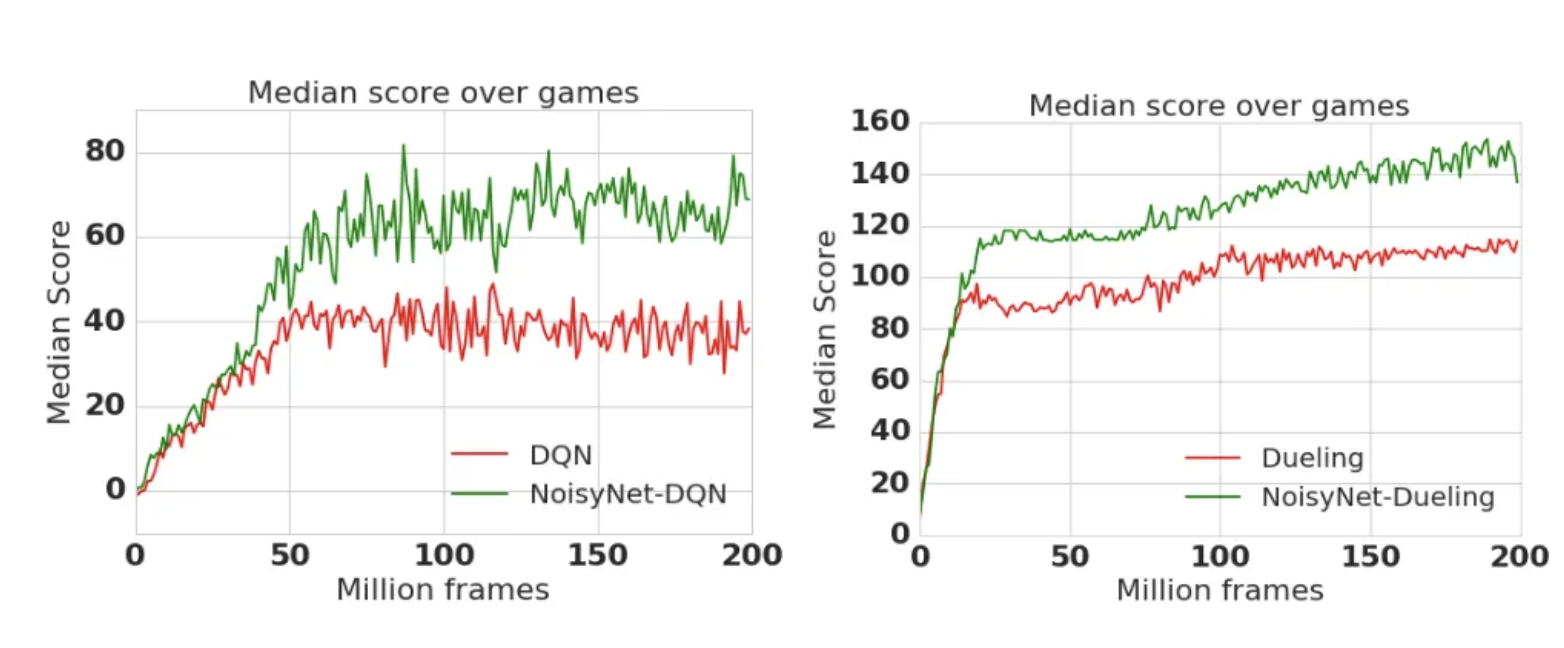 Median score over games
80
60
40
20
0
Median Score
DQN
NoisyNet-DQN
0 50 100 150 200
Million frames
Median score over games
160
140
120
100
80
60
40
20
0
Median Score
Dueling
NoisyNet-Dueling
0 50 100 150 200
Million frames